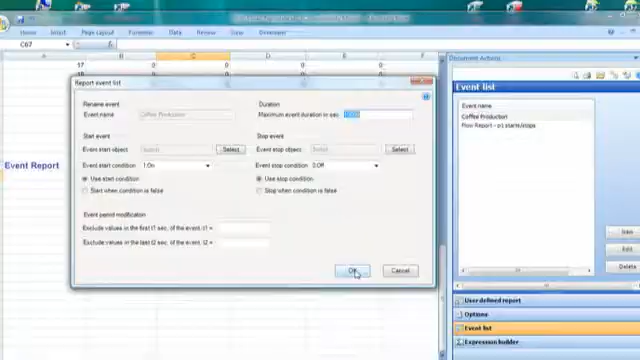 Home
Insert
Page Layout
Formulas
Data
Review
View
Developer
C67
A
C
E
F
17
0
0
18
0
0
Document Actions
Report event list
Event list
Rename event
Event name
Coffee Production
Duration
Maximum event duration in sec.
Start event
Event start object
Select
Event start condition
1:On
Use start condition
Start when condition is false
Stop event
Event stop object
Select
Event stop condition
0:Off
Use stop condition
Stop when condition is false
Event period modification
Exclude values in the first t1 sec. of the event. t1 =
Exclude values in the last t2 sec. of the event. t2 =
OK
Cancel
Event Report
Event name
Coffee Production
Flow Report - p1 starts/stops
New
Edit
Delete
User defined report
Options
Event list
Expression builder